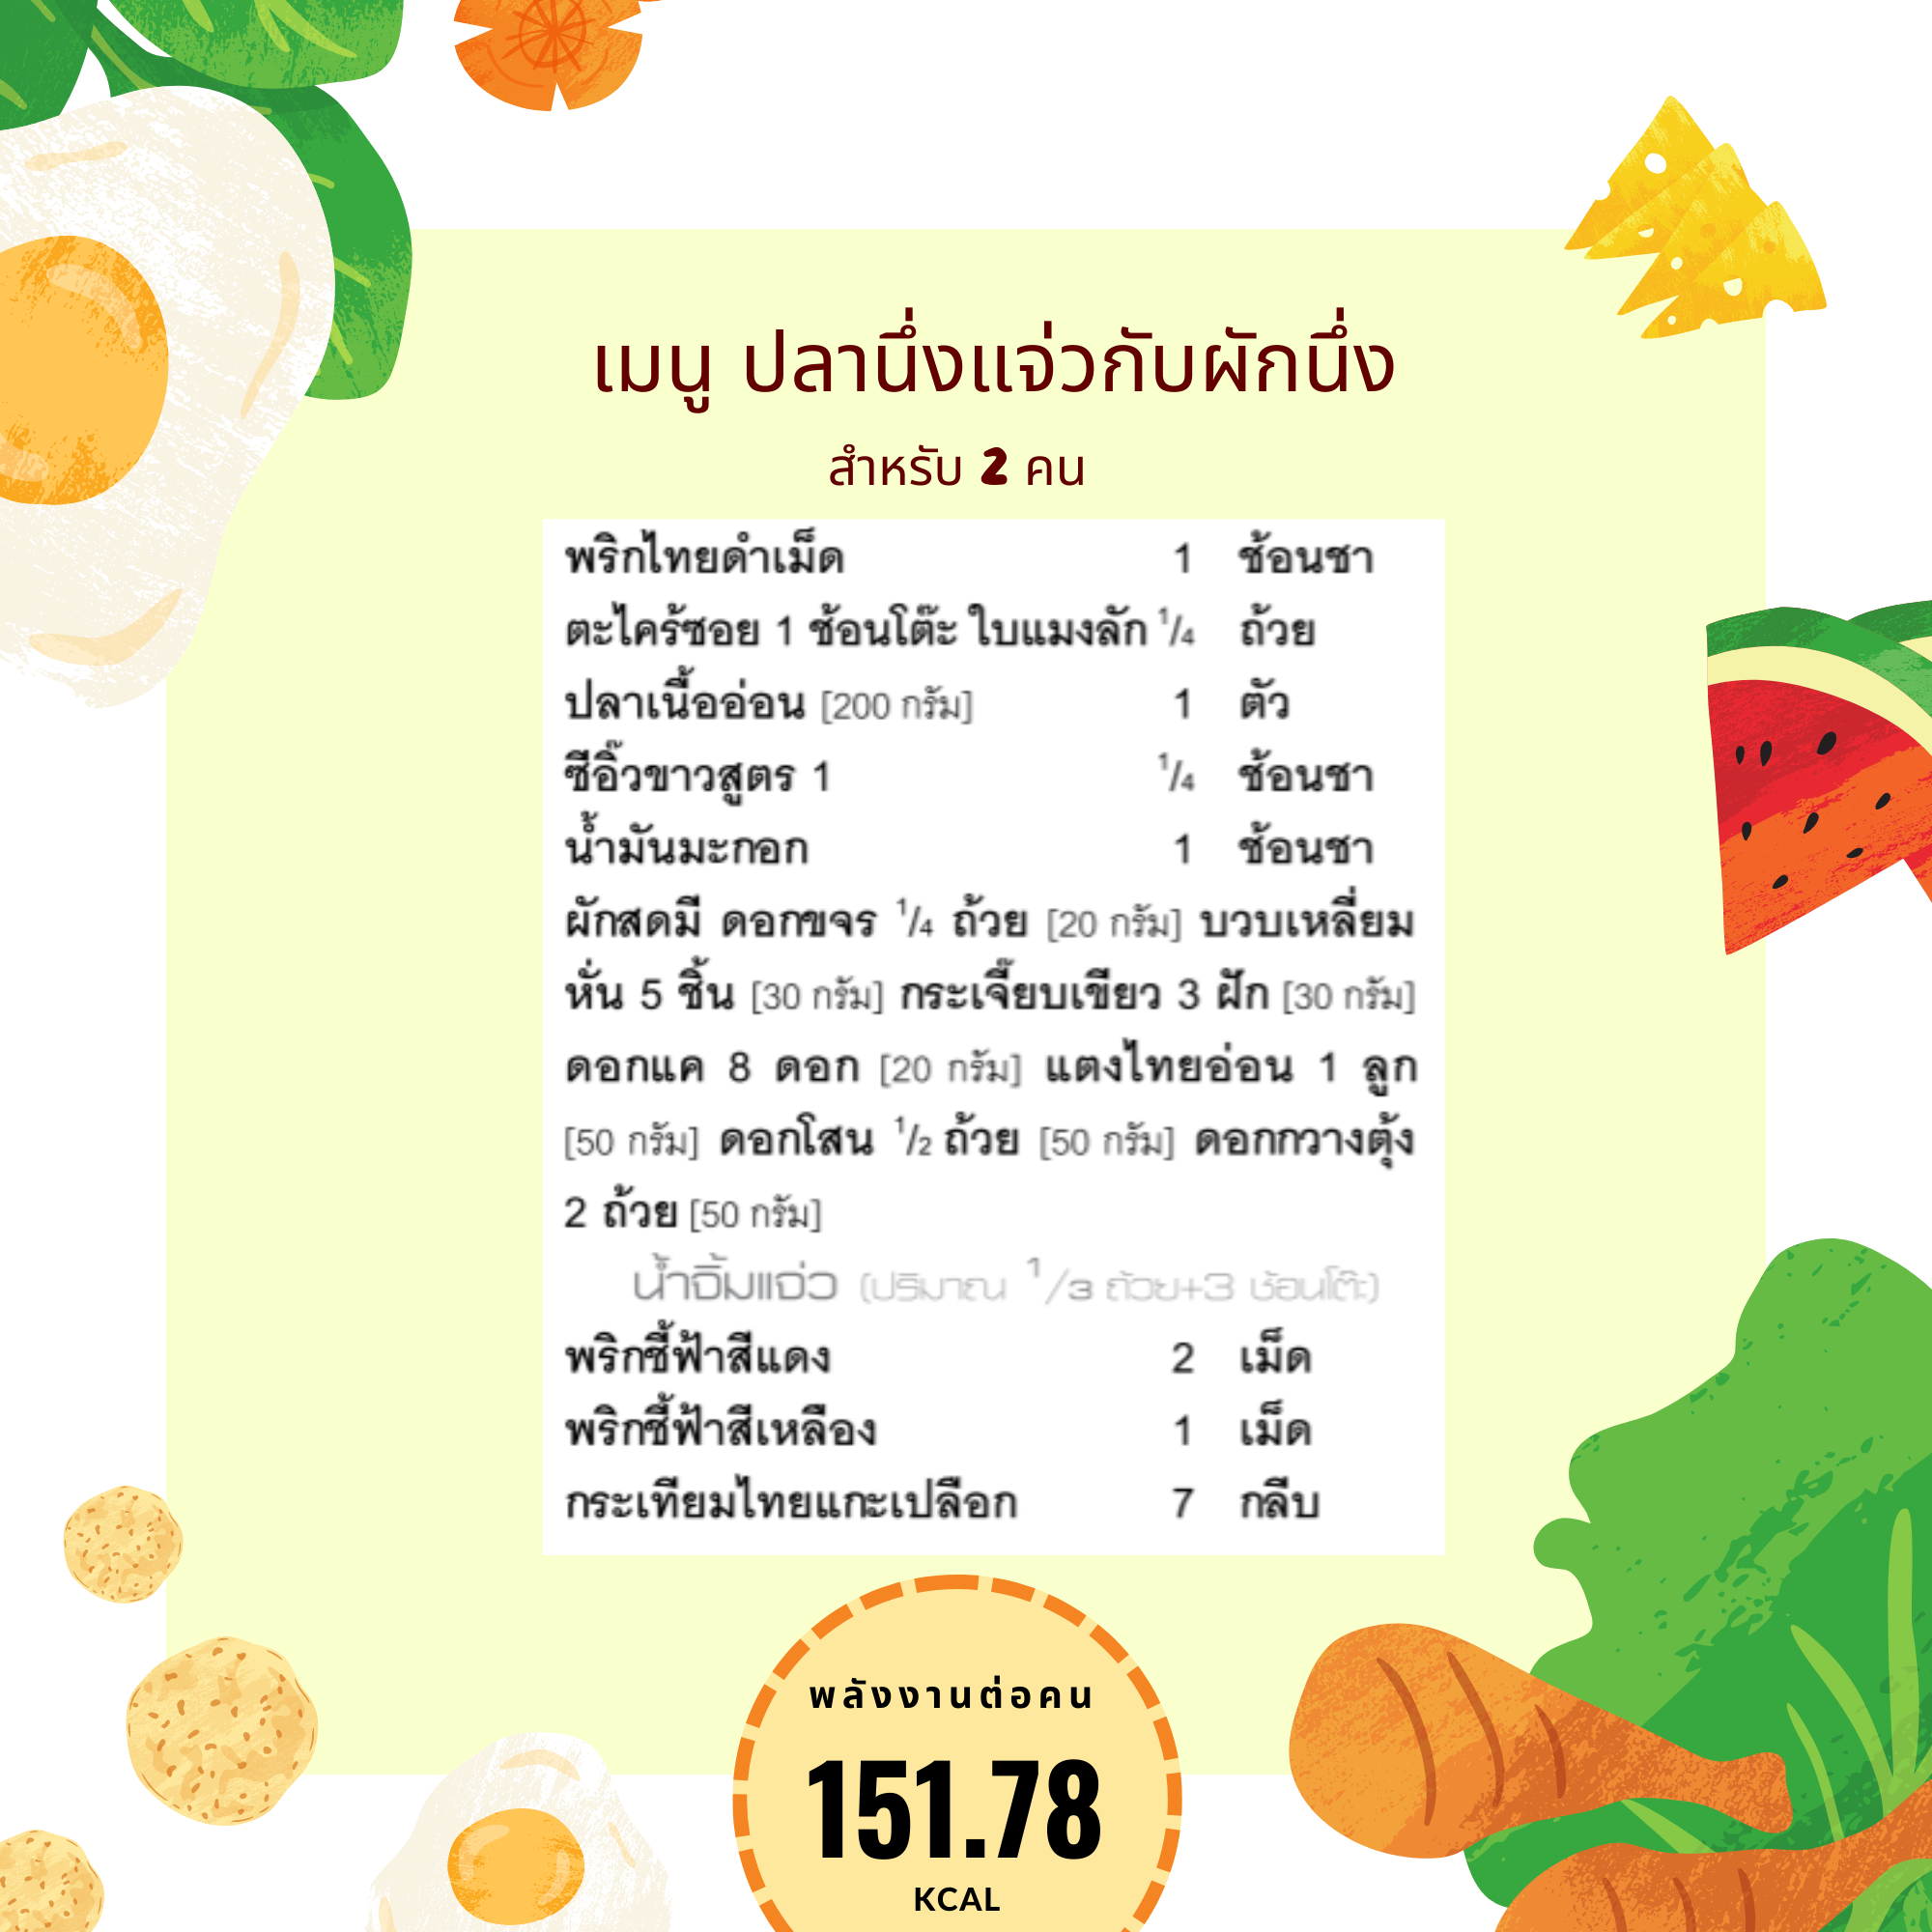 เมนู ปลานึ่งแจ่วกับผักนึ่ง
สำหรับ 2 คน
พริกไทยดำเม็ด 1 ช้อนชา
ตะไคร้ซอย 1 ช้อนโต๊ะ ใบแมงลัก 1/4 ถ้วย
ปลาเนื้ออ่อน [200 กรัม] 1 ตัว
ซีอิ๊วขาวสูตร 1 1/4 ช้อนชา
น้ำมันมะกอก 1 ช้อนชา
ผักสดมี ดอกขจร 1/4 ถ้วย [20 กรัม] บวบเหลี่ยม
หั่น 5 ชิ้น [30 กรัม] กระเจี๊ยบเขียว 3 ฝัก [30 กรัม]
ดอกแค 8 ดอก [20 กรัม] แตงไทยอ่อน 1 ลูก
[50 กรัม] ดอกโสน 1/2 ถ้วย [50 กรัม] ดอกกวางตุ้ง
2 ถ้วย [50 กรัม]
น้ำจิ้มแจ่ว (ปริมาณ 1/3 ถ้วย+3 ช้อนโต๊ะ)
พริกชี้ฟ้าสีแดง 2 เม็ด
พริกชี้ฟ้าสีเหลือง 1 เม็ด
กระเทียมไทยแกะเปลือก 7 กลีบ
พลังงานต่อคน
151.78
KCAL